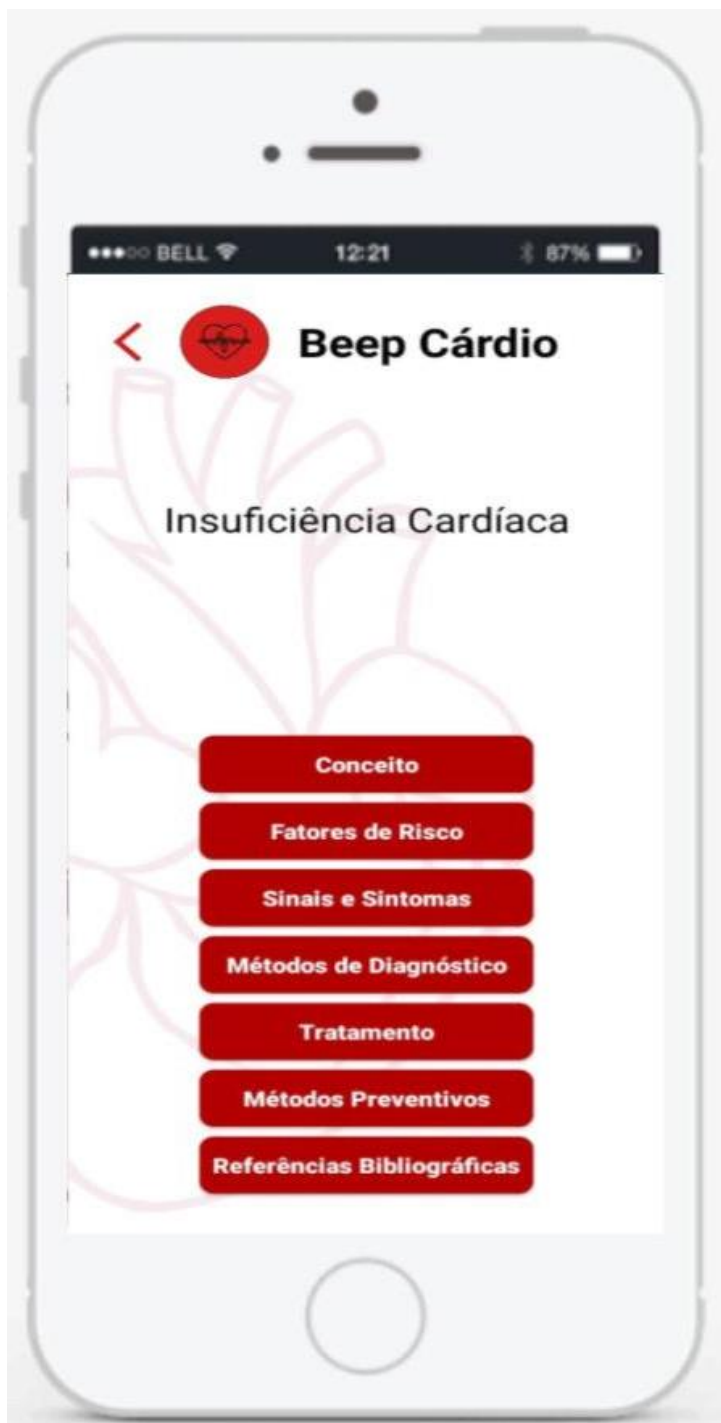 BELL 12:21 87%
Beep Cárdio
Insuficiência Cardíaca
Conceito
Fatores de Risco
Sinais e Sintomas
Métodos de Diagnóstico
Tratamento
Métodos Preventivos
Referências Bibliográficas